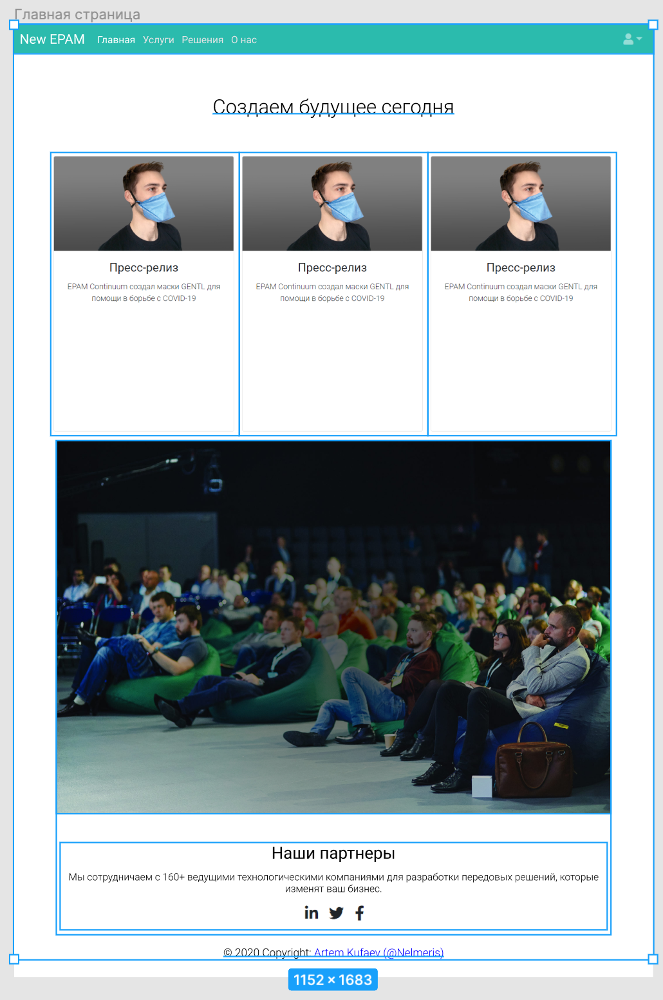 Главная страница
New EPAM Главная Услуги Решения О нас
Создаем будущее сегодня
Пресс-релиз
EPAM Continuum создал маски GENTL для
помощи в борьбе с COVID-19
Пресс-релиз
EPAM Continuum создал маски GENTL для
помощи в борьбе с COVID-19
Пресс-релиз
EPAM Continuum создал маски GENTL для
помощи в борьбе с COVID-19
Наши партнеры
Мы сотрудничаем с 160+ ведущими технологическими компаниями для разработки передовых решений, которые
изменят ваш бизнес.
© 2020 Copyright: Artem Kufaev (@Nelmeris)
1152 × 1683